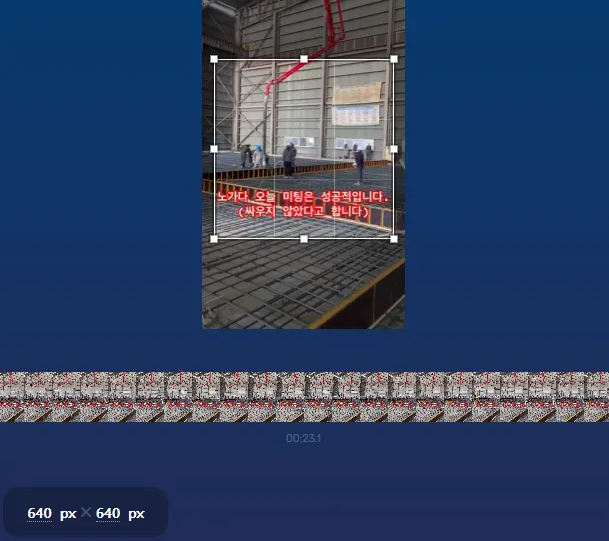 노가다 오늘 미팅은 성공적입니다.
(싸우지 않았다고 합니다)
00:23.1
640 px × 640 px